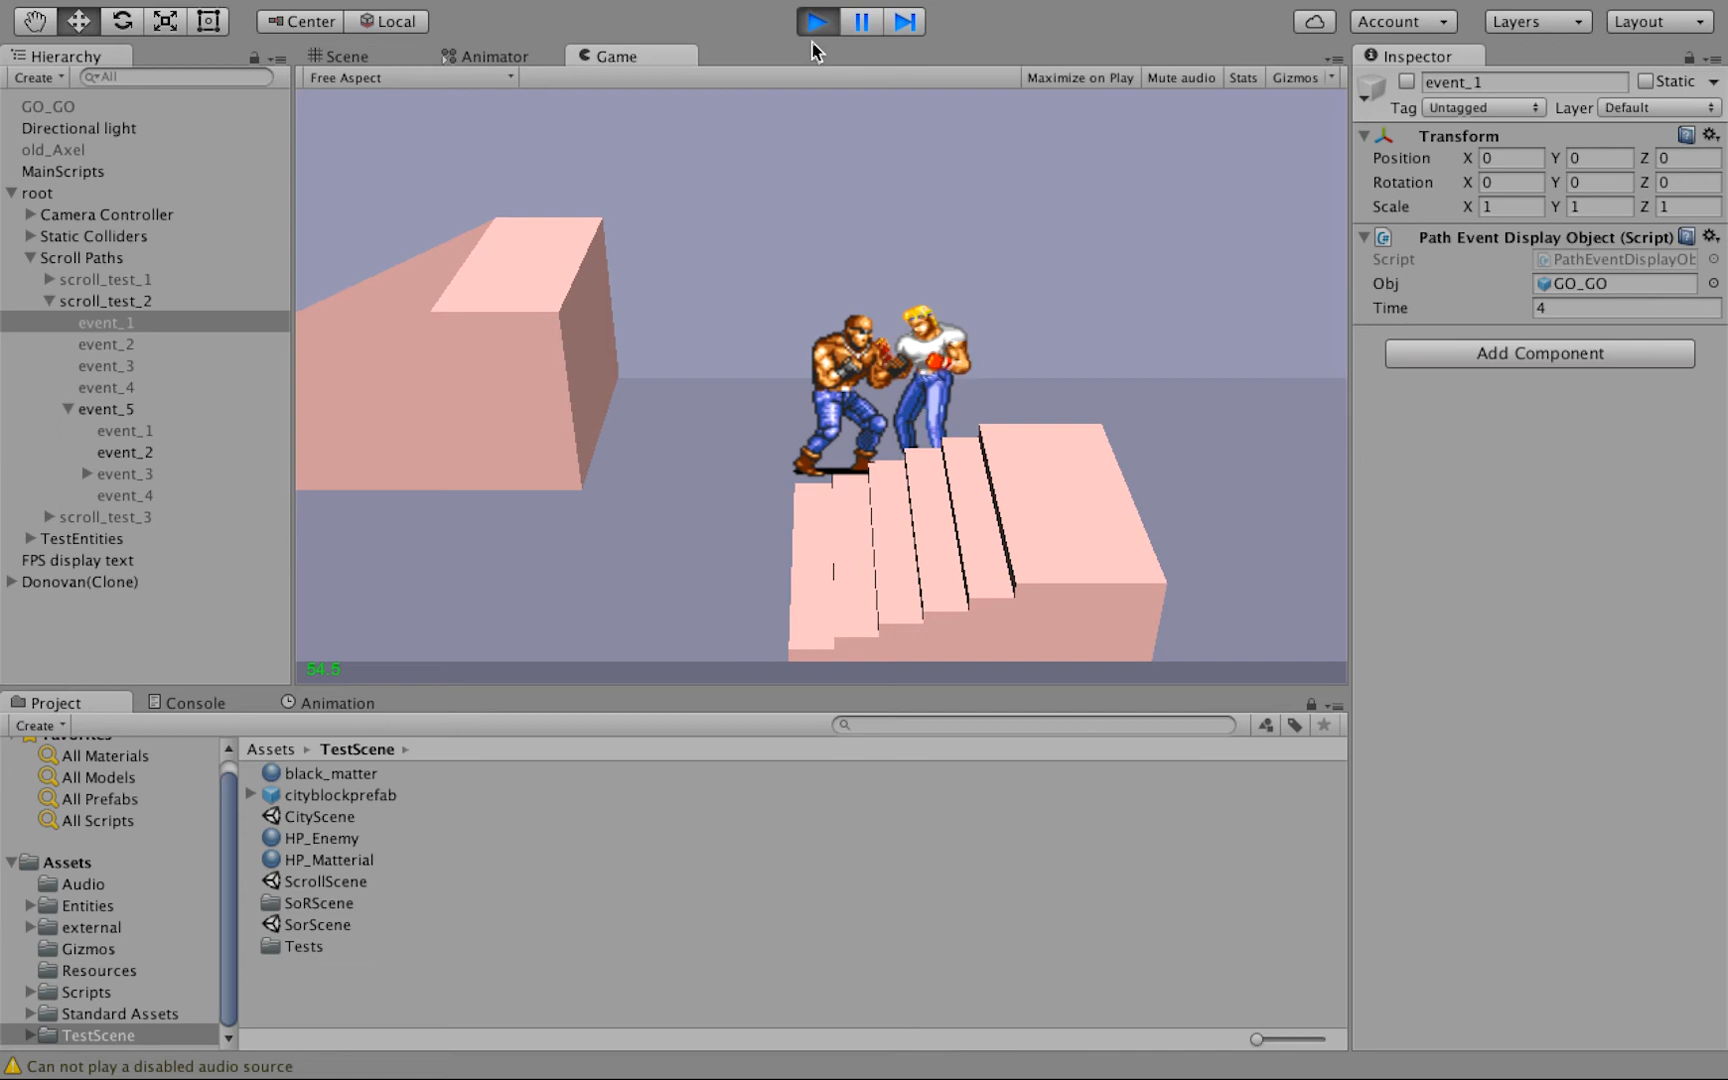 Center Local
Account Layers Layout
Hierarchy
Create All
GO_GO
Directional light
old_Axel
MainScripts
root
Camera Controller
Static Colliders
Scroll Paths
scroll_test_1
scroll_test_2
event_1
event_2
event_3
event_4
event_5
event_1
event_2
event_3
event_4
scroll_test_3
TestEntities
FPS display text
Donovan(Clone)
Scene Animator Game
Free Aspect Maximize on Play Mute audio Stats Gizmos
54.5
Inspector
event_1 Static
Tag Untagged Layer Default
Transform
Position X 0 Y 0 Z 0
Rotation X 0 Y 0 Z 0
Scale X 1 Y 1 Z 1
Path Event Display Object (Script)
Script PathEventDisplayOb
Obj GO_GO
Time 4
Add Component
Project Console Animation
Create
Favorites
All Materials
All Models
All Prefabs
All Scripts
Assets
Audio
Entities
external
Gizmos
Resources
Scripts
Standard Assets
TestScene
Assets TestScene
black_matter
cityblockprefab
CityScene
HP_Enemy
HP_Matterial
ScrollScene
SoRScene
SorScene
Tests
Can not play a disabled audio source